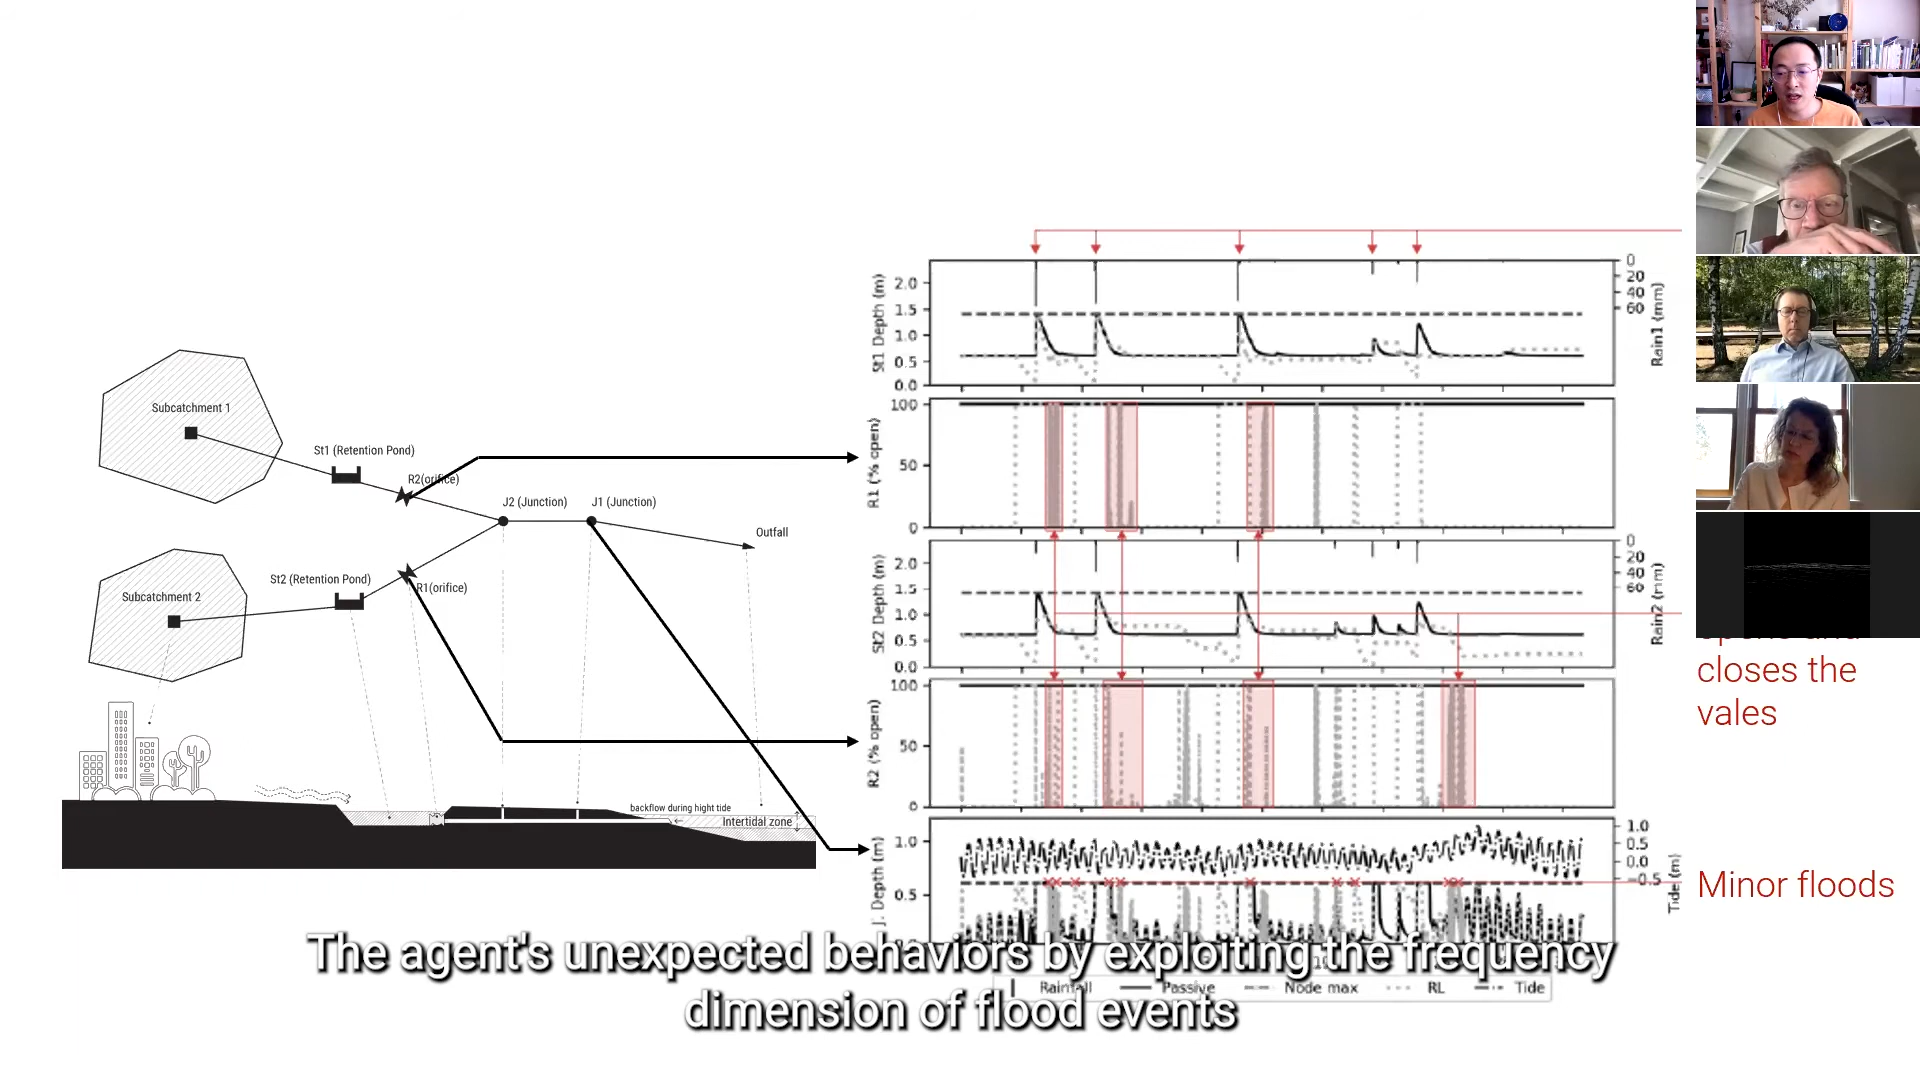 Subcatchment 1
St1 (Retention Pond)
R2(orifice)
J2 (Junction)
J1 (Junction)
Outfall
St2 (Retention Pond)
R1(orifice)
Subcatchment 2
backflow during hight tide
Intertidal zone
St1 Depth (m)
2.0
1.5
1.0
0.5
0.0
0
20
40
60
Rain1 (mm)
R1 (% open)
100
50
0
St2 Depth (m)
2.0
1.5
1.0
0.5
0.0
0
20
40
60
Rain2 (mm)
R2 (% open)
100
50
0
J. Depth (m)
1.0
0.5
1.0
0.5
0.0
-0.5
Tide (m)
Rainfall
Passive
Node max
RL
Tide
closes the
vales
Minor floods
The agent's unexpected behaviors by exploiting the frequency
dimension of flood events